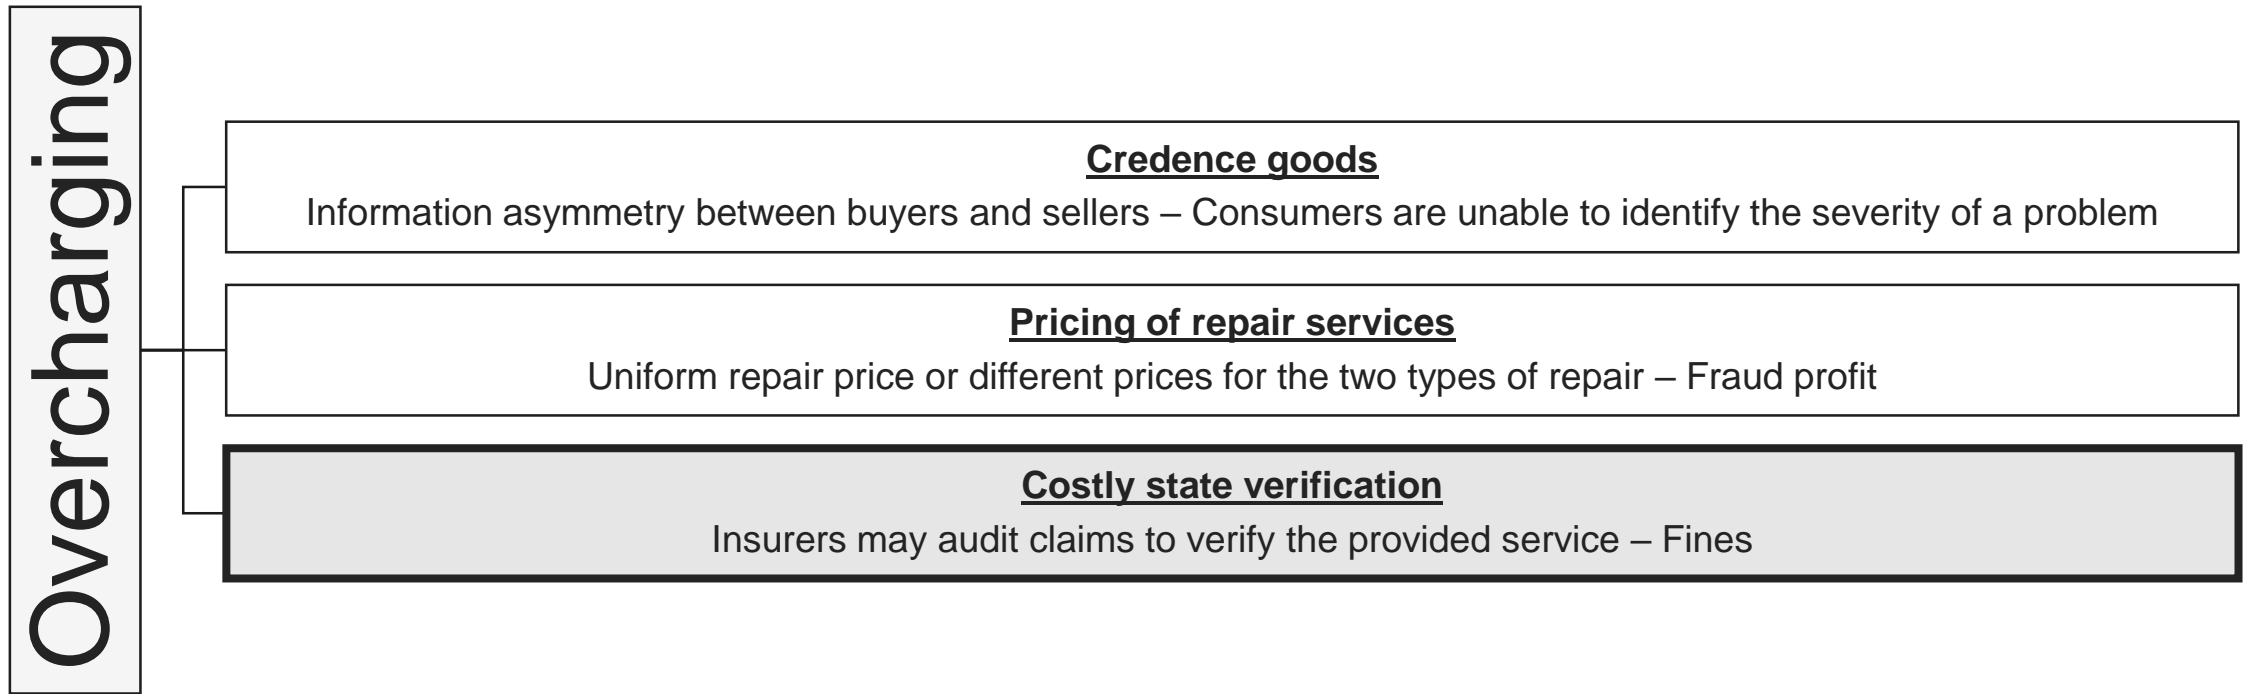 Overcharging
Credence goods
Information asymmetry between buyers and sellers – Consumers are unable to identify the severity of a problem
Pricing of repair services
Uniform repair price or different prices for the two types of repair – Fraud profit
Costly state verification
Insurers may audit claims to verify the provided service – Fines